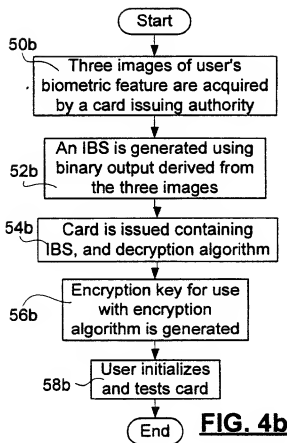 Start
50b
Three images of user's
biometric feature are acquired
by a card issuing authority
An IBS is generated using
binary output derived from
52b
the three images
54b
Card is issued containing
IBS, and decryption algorithm
Encryption key for use
with encryption
56b
algorithm is generated
User initializes
58b
and tests card
End
FIG. 4b